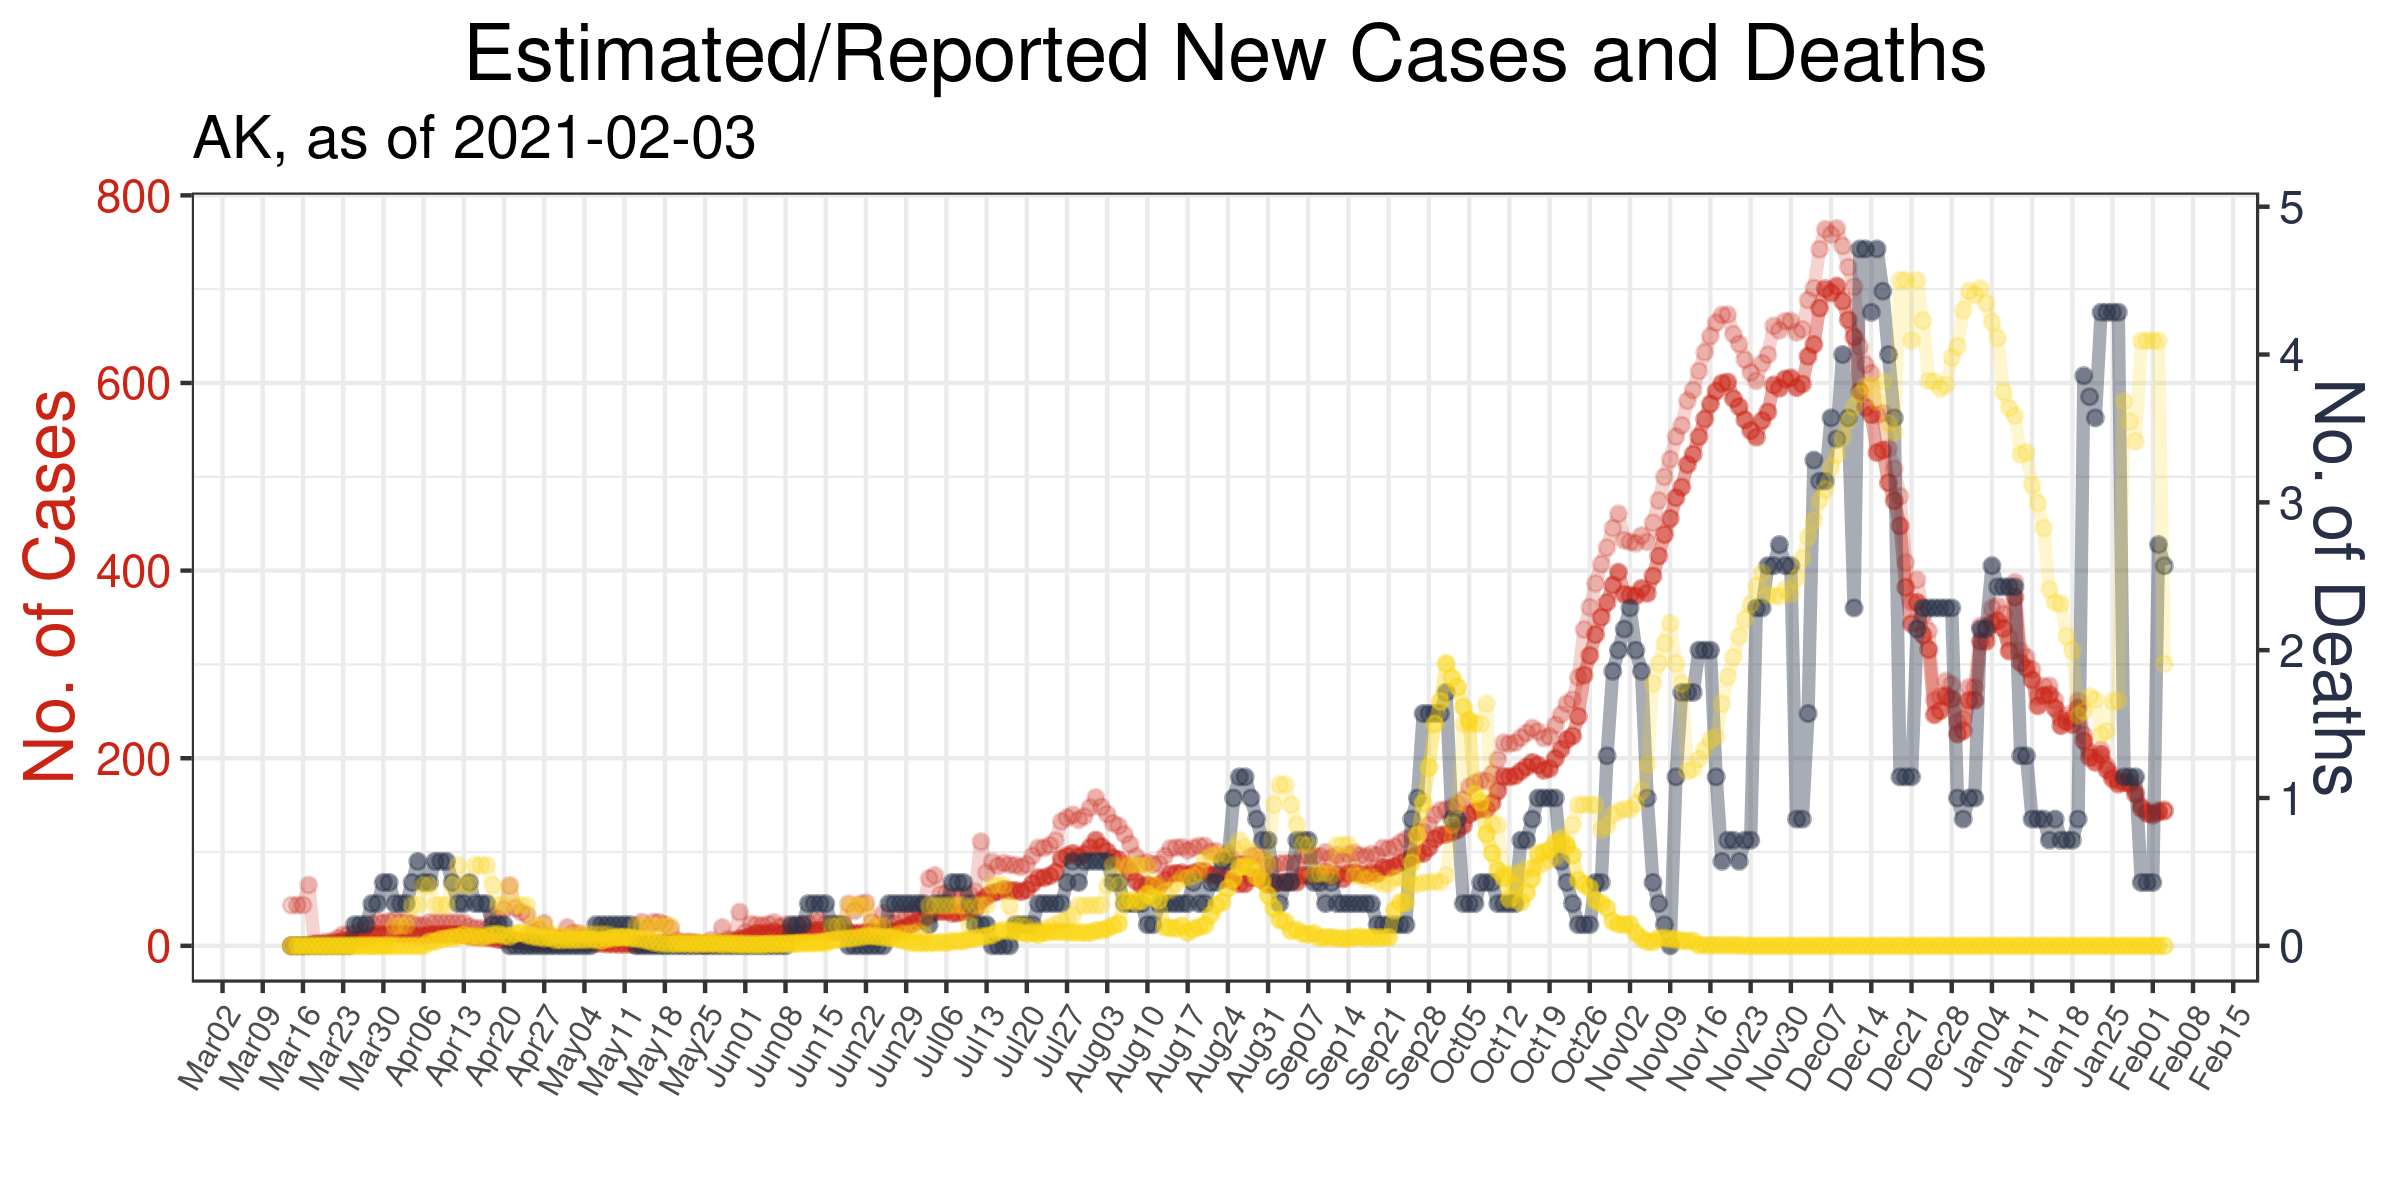 Estimated/Reported New Cases and Deaths
AK, as of 2021-02-03
No. of Cases
800
600
400
200
0
5
4
3
2
1
0
No. of Deaths
Mar02
Mar09
Mar16
Mar23
Mar30
Apr06
Apr13
Apr20
Apr27
May04
May11
May18
May25
Jun01
Jun08
Jun15
Jun22
Jun29
Jul06
Jul13
Jul20
Jul27
Aug03
Aug10
Aug17
Aug24
Aug31
Sep07
Sep14
Sep21
Sep28
Oct05
Oct12
Oct19
Oct26
Nov02
Nov09
Nov16
Nov23
Nov30
Dec07
Dec14
Dec21
Dec28
Jan04
Jan11
Jan18
Jan25
Feb01
Feb08
Feb15